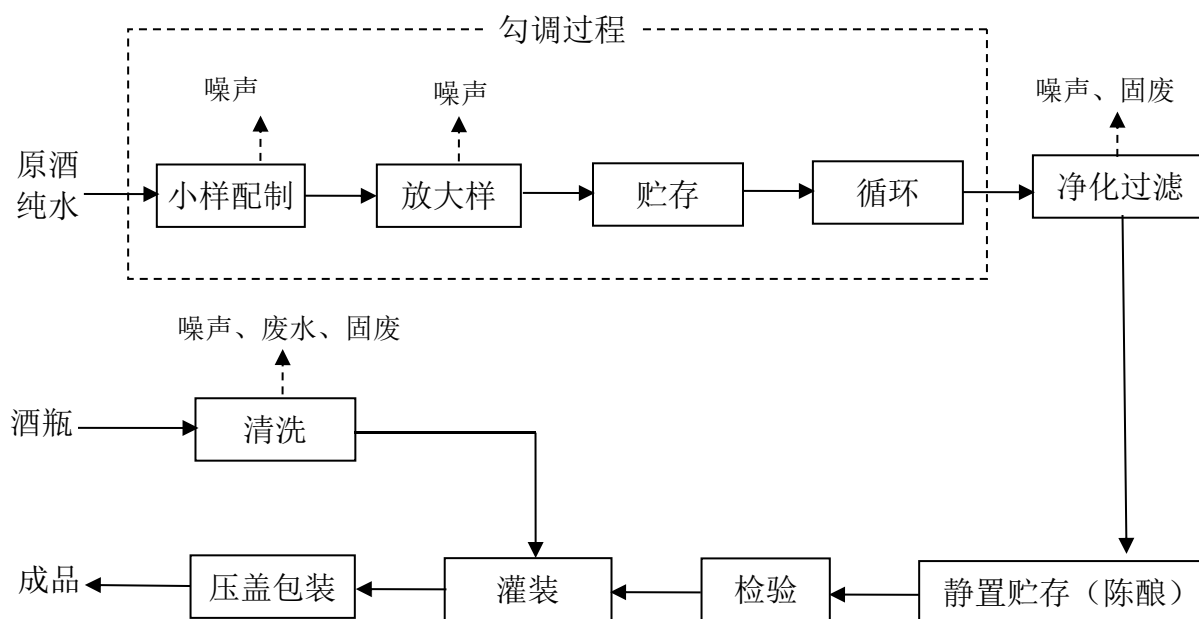 勾调过程
噪声
噪声
噪声、固废
原酒
纯水
小样配制
放大样
贮存
循环
净化过滤
噪声、废水、固废
酒瓶
清洗
成品
压盖包装
灌装
检验
静置贮存（陈酿）